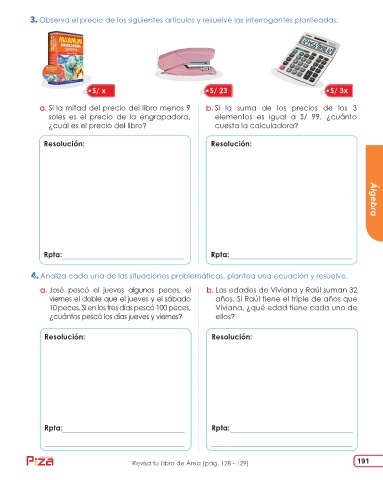 3. Observa el precio de los siguientes artículos y resuelve las interrogantes planteadas.
MAXIMUM
S/ x
S/ 23
S/ 3x
a. Si la mitad del precio del libro menos 9
soles es el precio de la engrapadora,
¿cuál es el precio del libro?
b. Si la suma de los precios de los 3
elementos es igual a S/ 99, ¿cuánto
cuesta la calculadora?
Resolución:
Resolución:
Rpta:
Rpta:
Álgebra
4. Analiza cada una de las situaciones problemáticas, plantea una ecuación y resuelve.
a. José pescó el jueves algunos peces, el
viernes el doble que el jueves y el sábado
10 peces. Si en los tres días pescó 100 peces,
¿cuántos pescó los días jueves y viernes?
b. Las edades de Viviana y Raúl suman 32
años. Si Raúl tiene el triple de años que
Viviana, ¿qué edad tiene cada uno de
ellos?
Resolución:
Resolución:
Rpta:
Rpta:
Revisa tu Libro de Área (pág. 128 - 129)
191